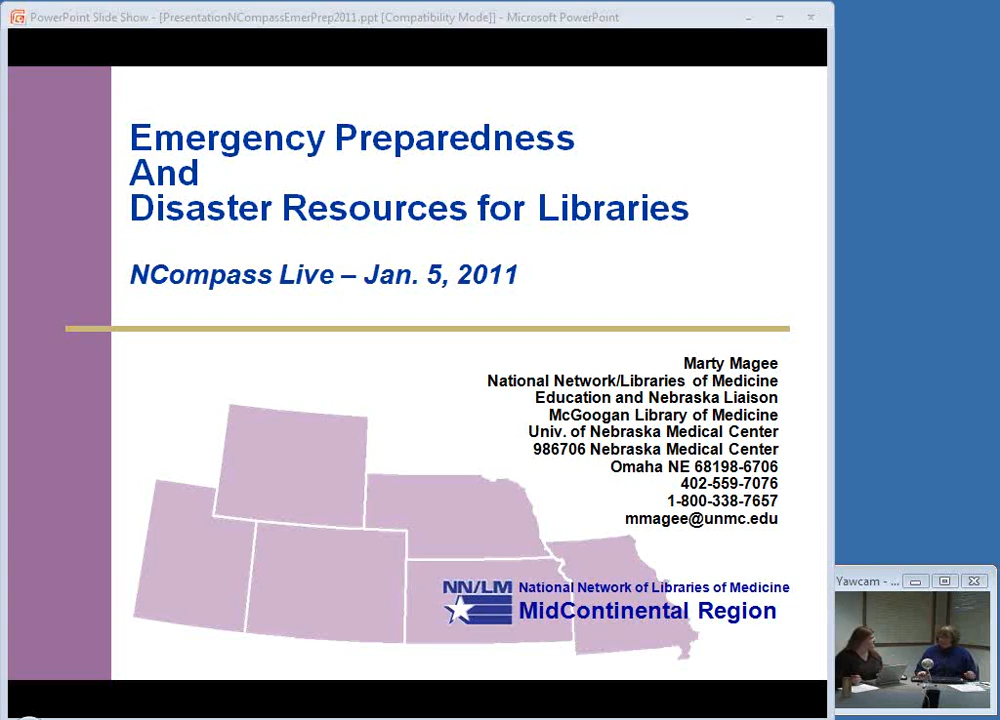 PowerPoint Slide Show - [PresentationNCompassEmerPrep2011.ppt [Compatibility Mode]] - Microsoft PowerPoint
Emergency Preparedness
And
Disaster Resources for Libraries
NCompass Live – Jan. 5, 2011
Marty Magee
National Network/Libraries of Medicine
Education and Nebraska Liaison
McGoogan Library of Medicine
Univ. of Nebraska Medical Center
986706 Nebraska Medical Center
Omaha NE 68198-6706
402-559-7076
1-800-338-7657
mmagee@unmc.edu
NN/LM National Network of Libraries of Medicine
MidContinental Region
Yawcam - ...